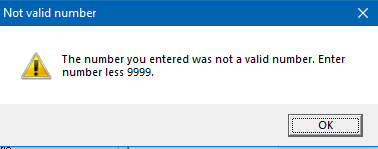 Not valid number
The number you entered was not a valid number. Enter
number less 9999.
OK